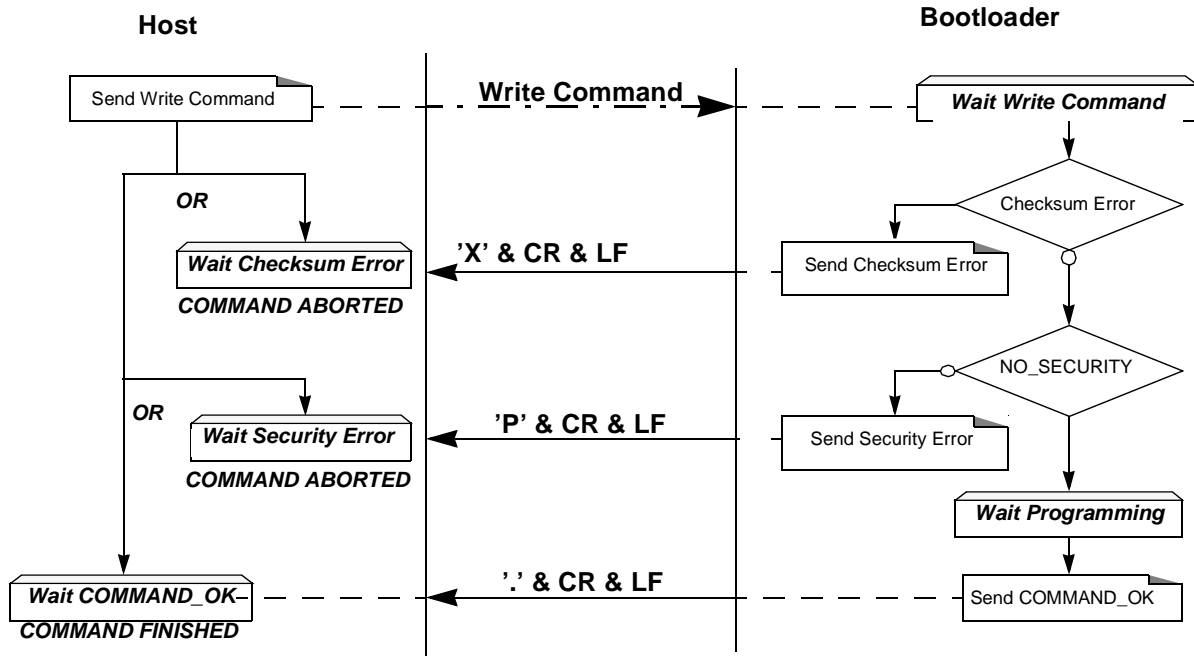 Host
Bootloader
Send Write Command
Write Command
Wait Write Command
OR
Checksum Error
Wait Checksum Error
’X’ & CR & LF
Send Checksum Error
COMMAND ABORTED
NO_SECURITY
OR
Wait Security Error
’P’ & CR & LF
Send Security Error
COMMAND ABORTED
Wait Programming
Wait COMMAND_OK
’.’ & CR & LF
Send COMMAND_OK
COMMAND FINISHED